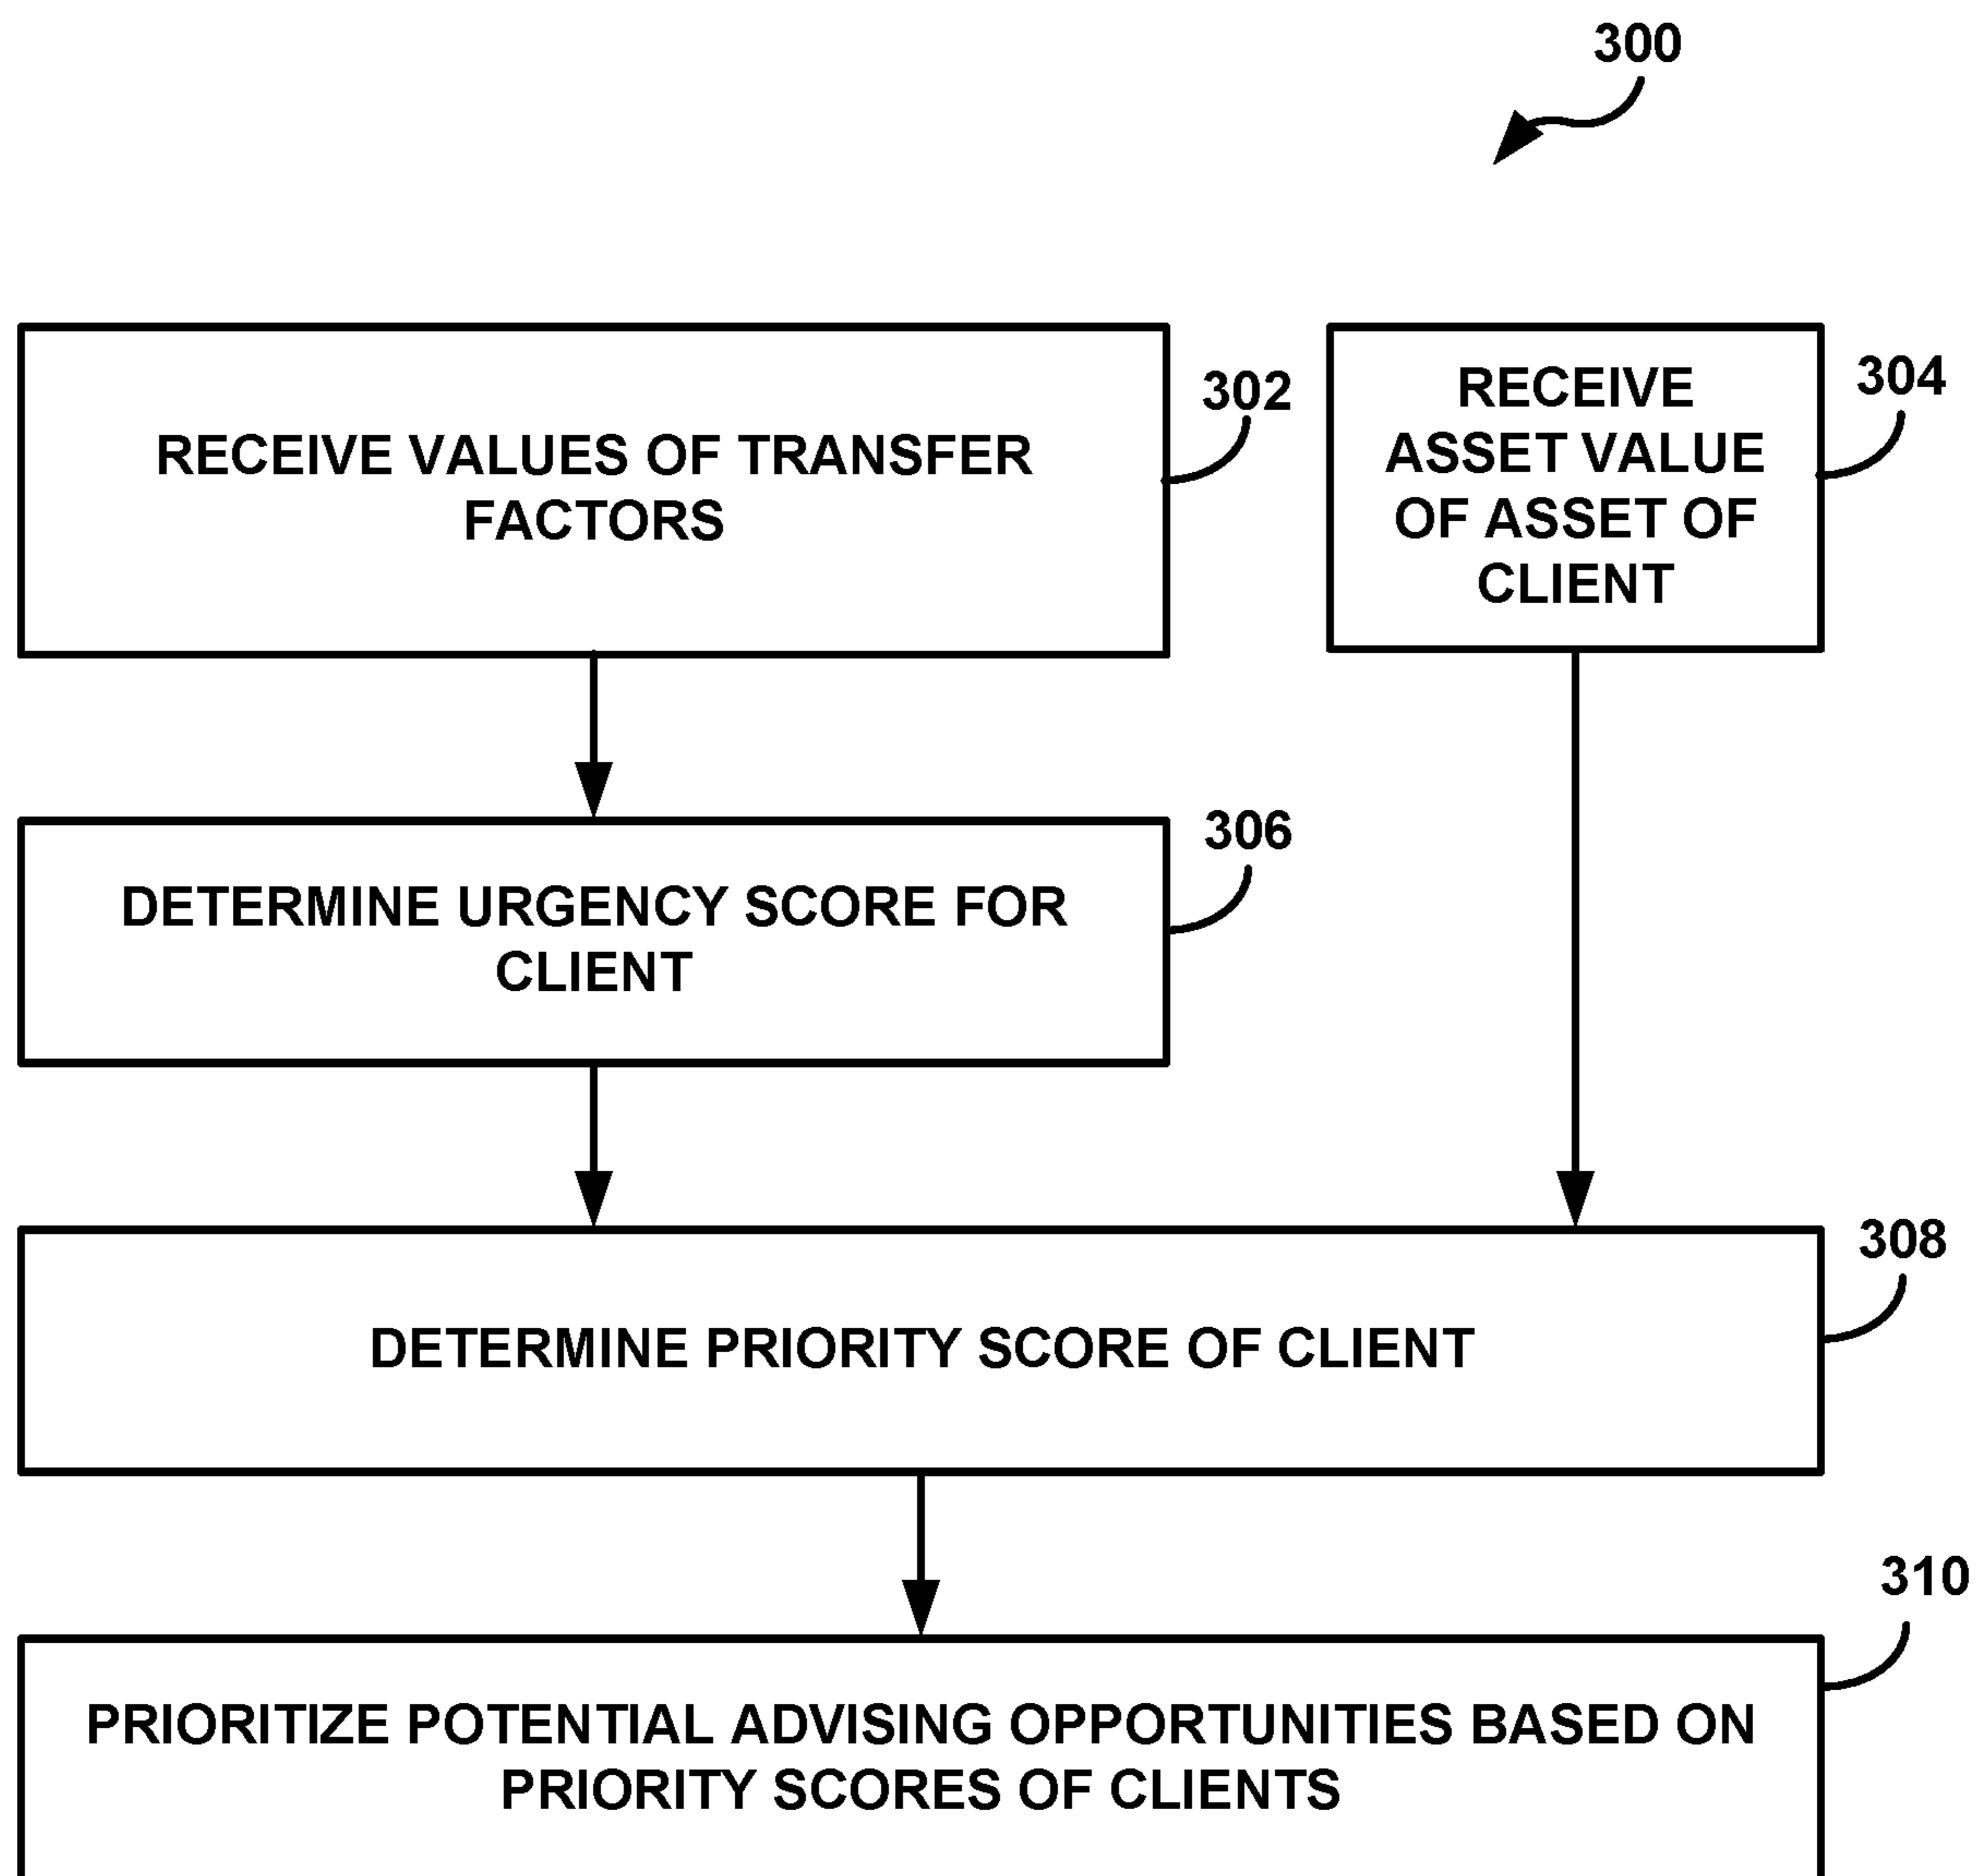 300
RECEIVE VALUES OF TRANSFER
FACTORS
302
RECEIVE
ASSET VALUE
OF ASSET OF
CLIENT
304
DETERMINE URGENCY SCORE FOR
CLIENT
306
DETERMINE PRIORITY SCORE OF CLIENT
308
PRIORITIZE POTENTIAL ADVISING OPPORTUNITIES BASED ON
PRIORITY SCORES OF CLIENTS
310